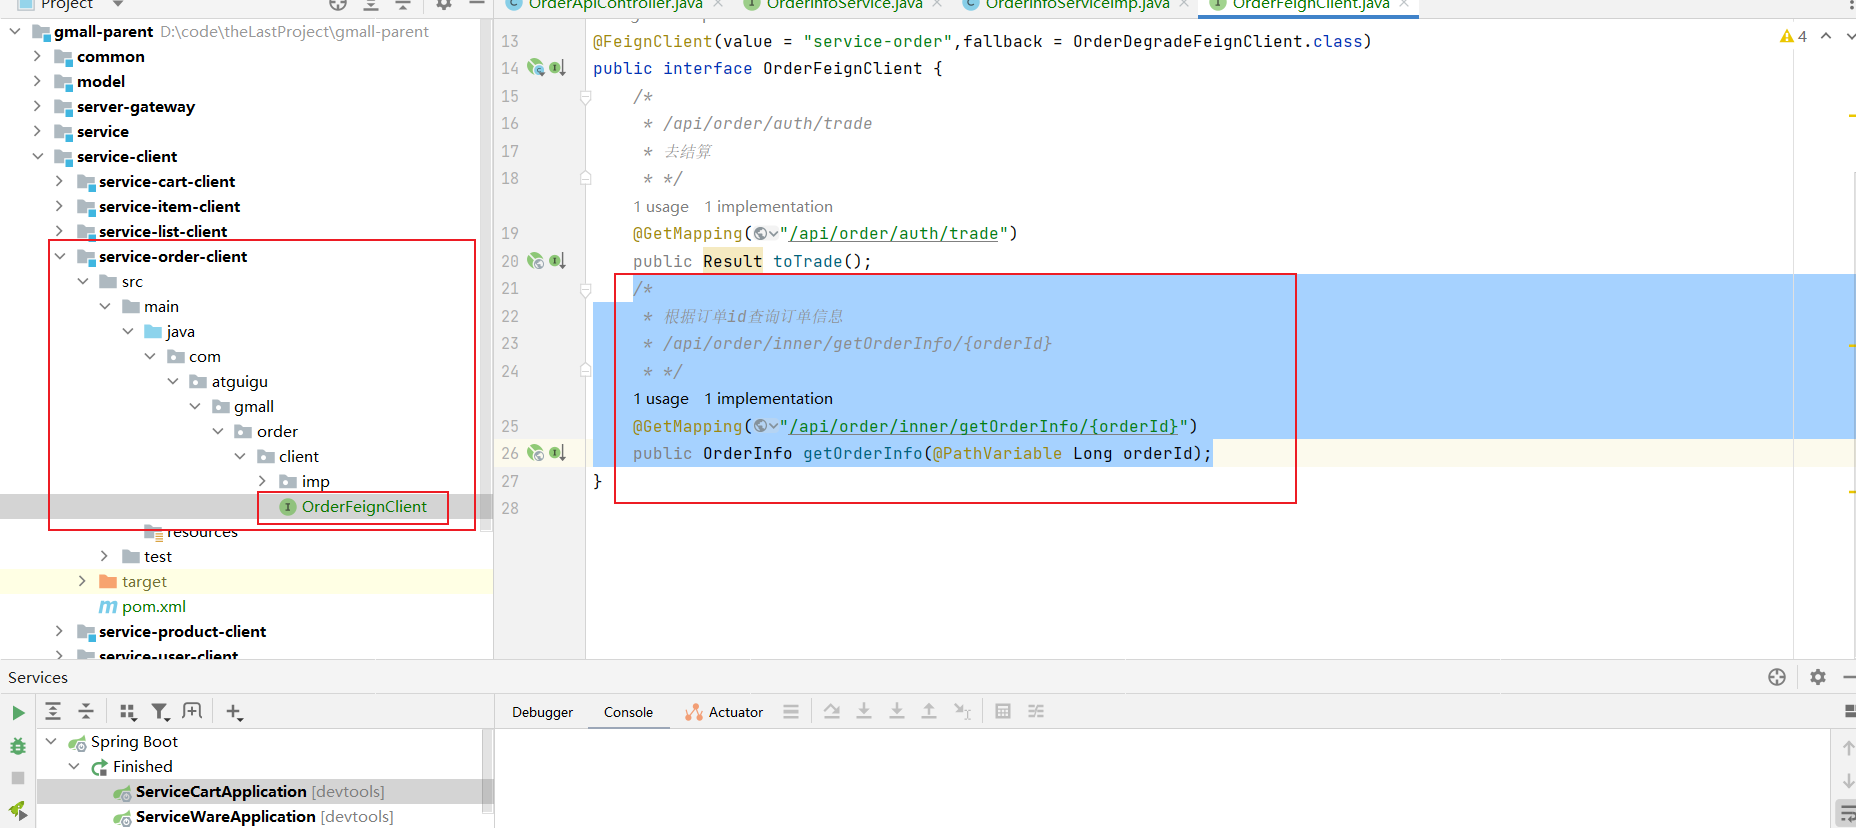 Project
OrderApiController.java
OrderInfoService.java
OrderInfoServiceImp.java
OrderFeignClient.java
gmall-parent D:\code\theLastProject\gmall-parent
common
model
server-gateway
service
service-client
service-cart-client
service-item-client
service-list-client
service-order-client
src
main
java
com
atguigu
gmall
order
client
imp
OrderFeignClient
resources
test
target
pom.xml
service-product-client
service-user-client
13 @FeignClient(value = "service-order",fallback = OrderDegradeFeignClient.class)
14 public interface OrderFeignClient {
15 /*
16 * /api/order/auth/trade
17 * 去结算
18 * */
1 usage 1 implementation
19 @GetMapping("/api/order/auth/trade")
20 public Result toTrade();
21 /*
22 * 根据订单id查询订单信息
23 * /api/order/inner/getOrderInfo/{orderId}
24 * */
1 usage 1 implementation
25 @GetMapping("/api/order/inner/getOrderInfo/{orderId}")
26 public OrderInfo getOrderInfo(@PathVariable Long orderId);
27 }
28
4
Services
Debugger Console Actuator
Spring Boot
Finished
ServiceCartApplication [devtools]
ServiceWareApplication [devtools]